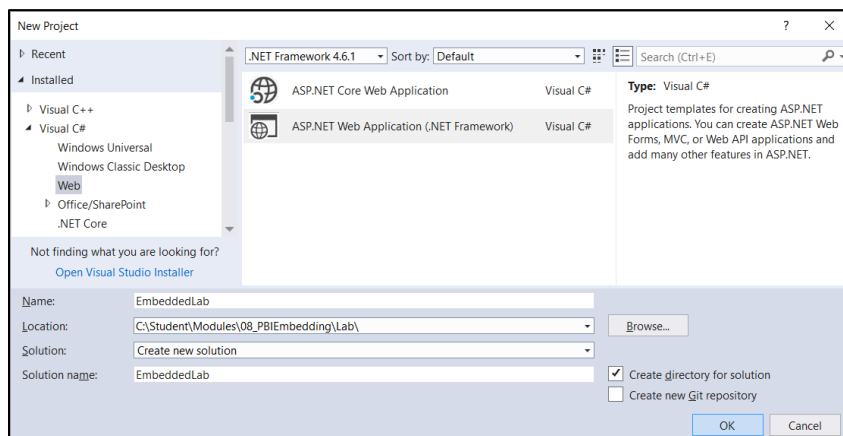 New Project
?
Recent
Installed
Visual C++
Visual C#
Windows Universal
Windows Classic Desktop
Web
Office/SharePoint
.NET Core
Not finding what you are looking for?
Open Visual Studio Installer
.NET Framework 4.6.1
Sort by:
Default
Search (Ctrl+E)
ASP.NET Core Web Application
Visual C#
ASP.NET Web Application (.NET Framework)
Visual C#
Type: Visual C#
Project templates for creating ASP.NET
applications. You can create ASP.NET Web
Forms, MVC, or Web API applications and
add many other features in ASP.NET.
Name:
EmbeddedLab
Location:
C:\Student\Modules\08_PBIEmbedding\Lab\
Browse...
Solution:
Create new solution
Solution name:
EmbeddedLab
Create directory for solution
Create new Git repository
OK
Cancel